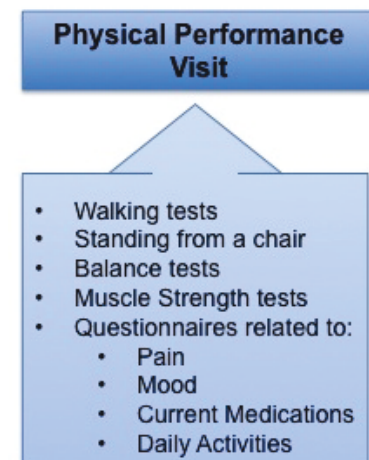 Physical Performance
Visit
• Walking tests
• Standing from a chair
• Balance tests
• Muscle Strength tests
• Questionnaires related to:
• Pain
• Mood
• Current Medications
• Daily Activities